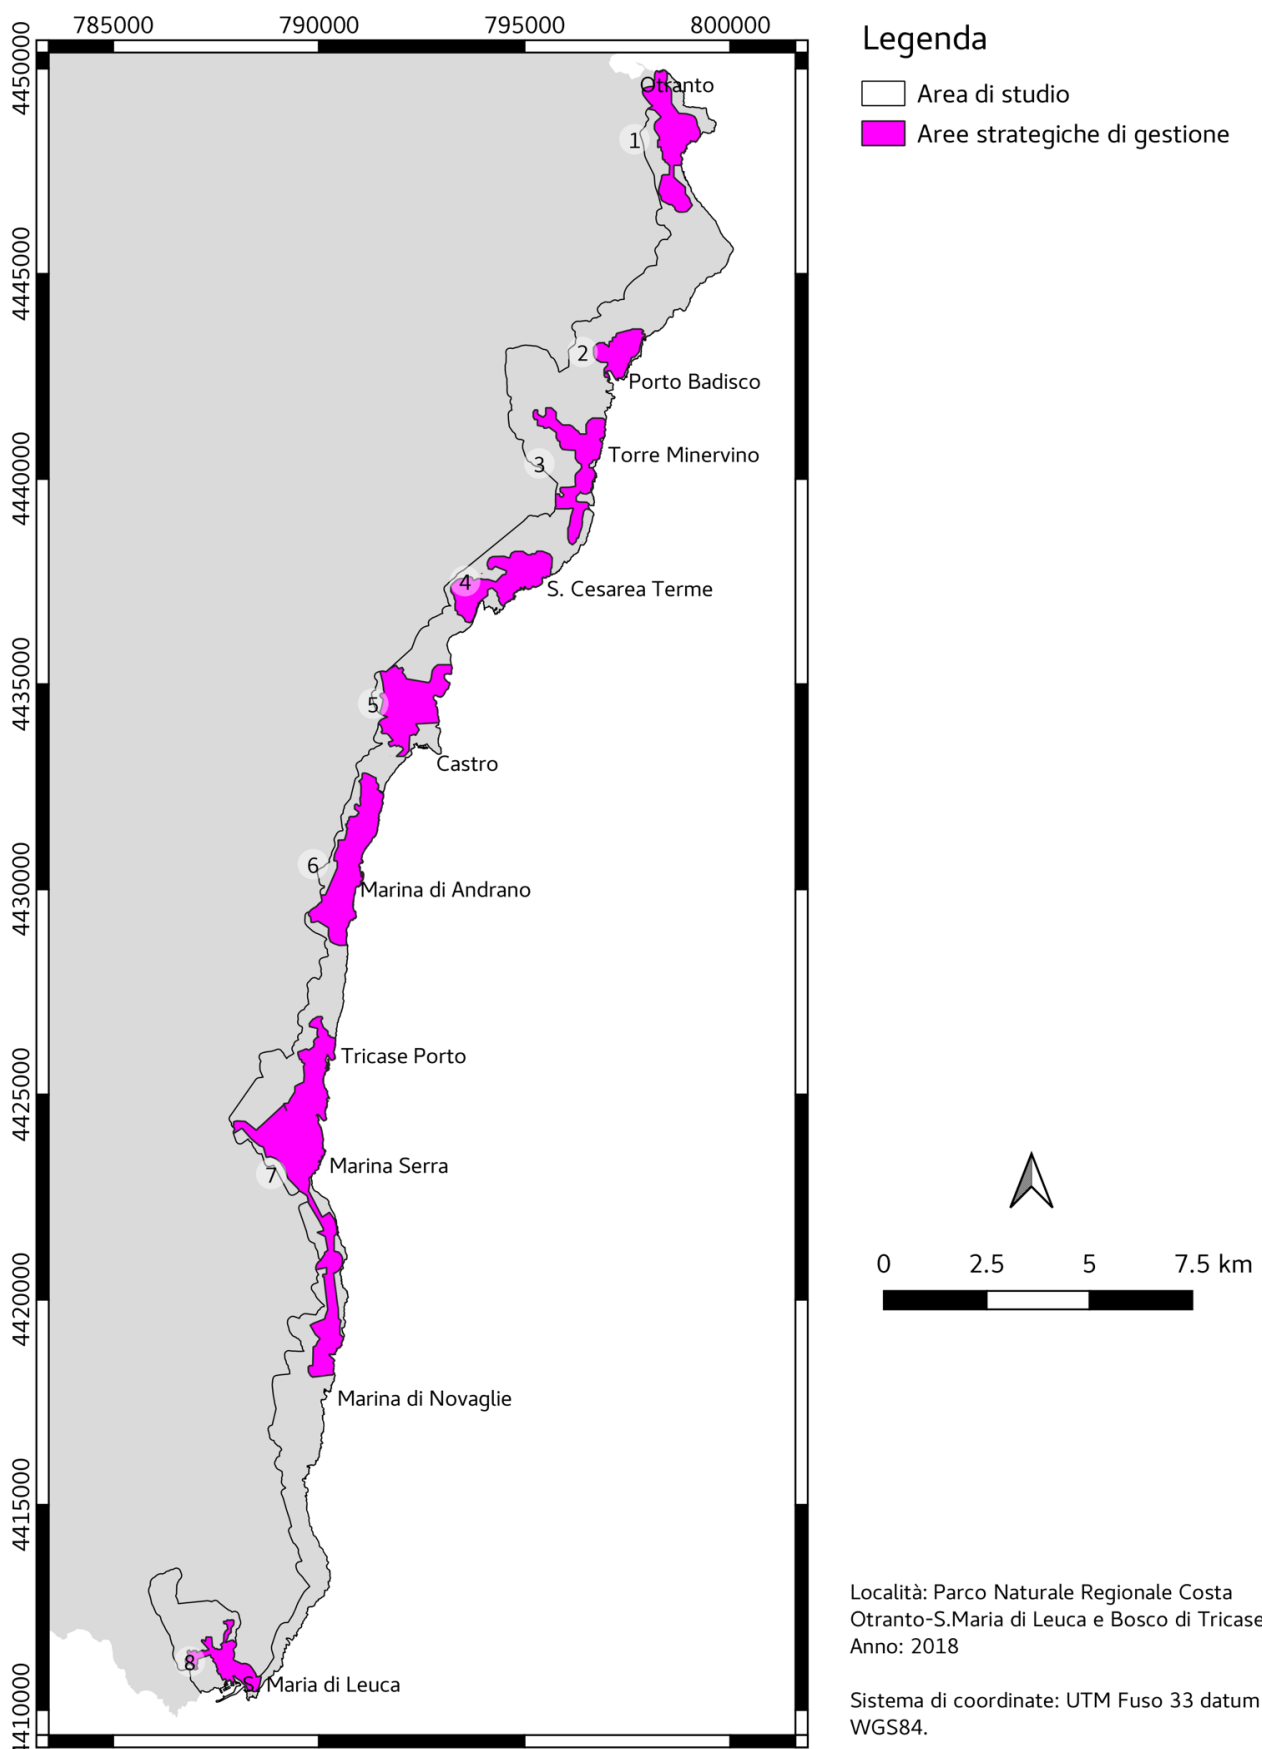 785000 790000 795000 800000
4450000
4445000
4440000
4435000
4430000
4425000
4420000
4415000
4410000
Otranto
1
2
Porto Badisco
Torre Minervino
3
4
S. Cesarea Terme
5
Castro
6
Marina di Andrano
Tricase Porto
Marina Serra
7
Marina di Novaglie
8
S. Maria di Leuca
Legenda
Area di studio
Aree strategiche di gestione
0 2.5 5 7.5 km
Località: Parco Naturale Regionale Costa
Otranto-S.Maria di Leuca e Bosco di Tricase
Anno: 2018
Sistema di coordinate: UTM Fuso 33 datum
WGS84.